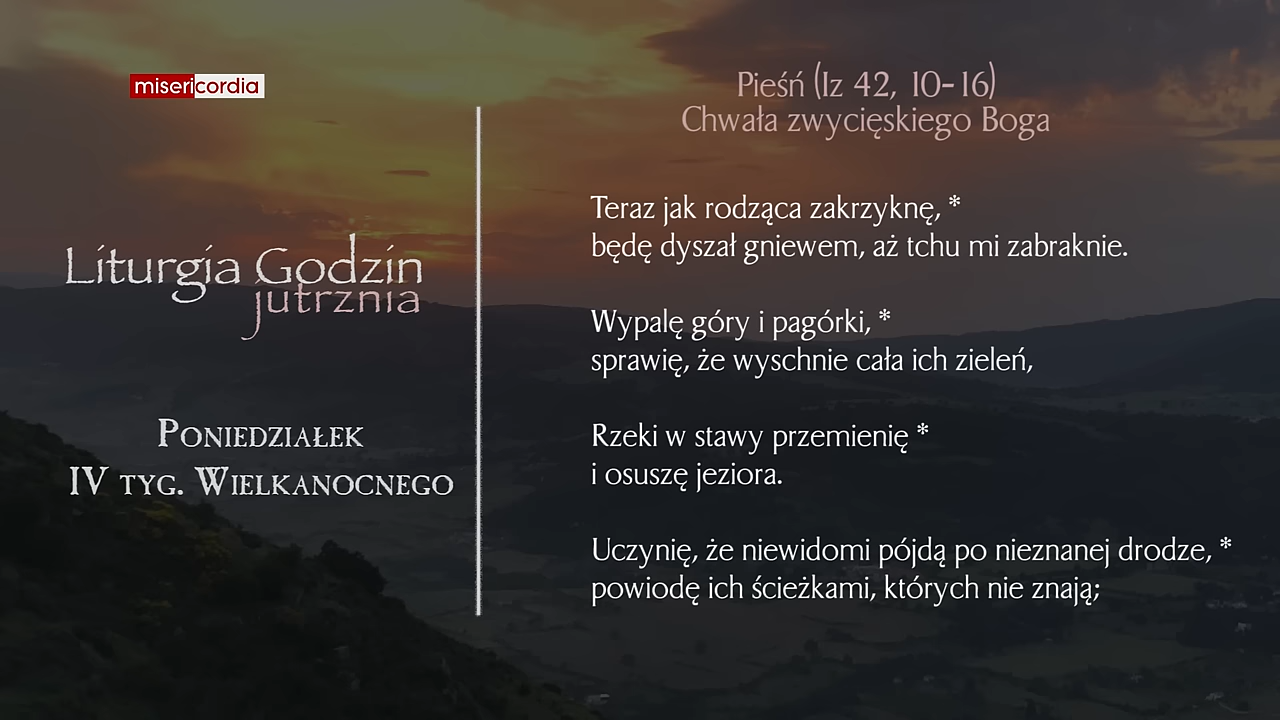 misericordia
Liturgia Godzin
jutrznia
Poniedziałek
IV tyg. Wielkanocnego
Pieśń (Iz 42, 10-16)
Chwała zwycięskiego Boga
Teraz jak rodząca zakrzyknę, *
będę dyszał gniewem, aż tchu mi zabraknie.
Wypalę góry i pagórki, *
sprawię, że wyschnie cała ich zieleń,
Rzeki w stawy przemienię *
i osuszę jeziora.
Uczynię, że niewidomi pójdą po nieznanej drodze, *
powiodę ich ścieżkami, których nie znają;